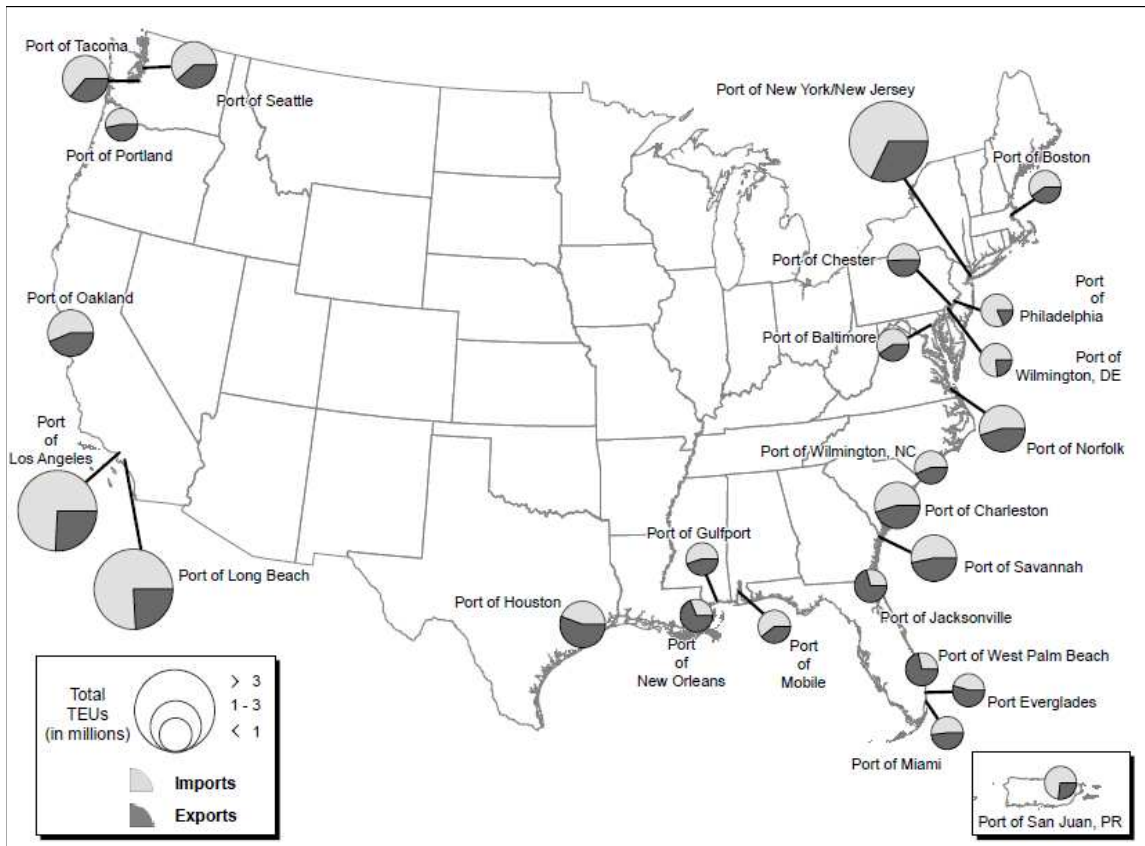 Port of Tacoma
Port of Seattle
Port of Portland
Port of New York/New Jersey
Port of Boston
Port of Chester
Port
of
Philadelphia
Port of Oakland
Port of Baltimore
Port of
Wilmington, DE
Port
of
Los Angeles
Port of Wilmington, NC
Port of Norfolk
Port of Charleston
Port of Gulfport
Port of Savannah
Port of Long Beach
Port of Houston
Port of Jacksonville
Port
of
New Orleans
Port
of
Mobile
Port of West Palm Beach
Port Everglades
Port of Miami
Total
TEUs
(in millions)
> 3
1 - 3
< 1
Imports
Exports
Port of San Juan, PR